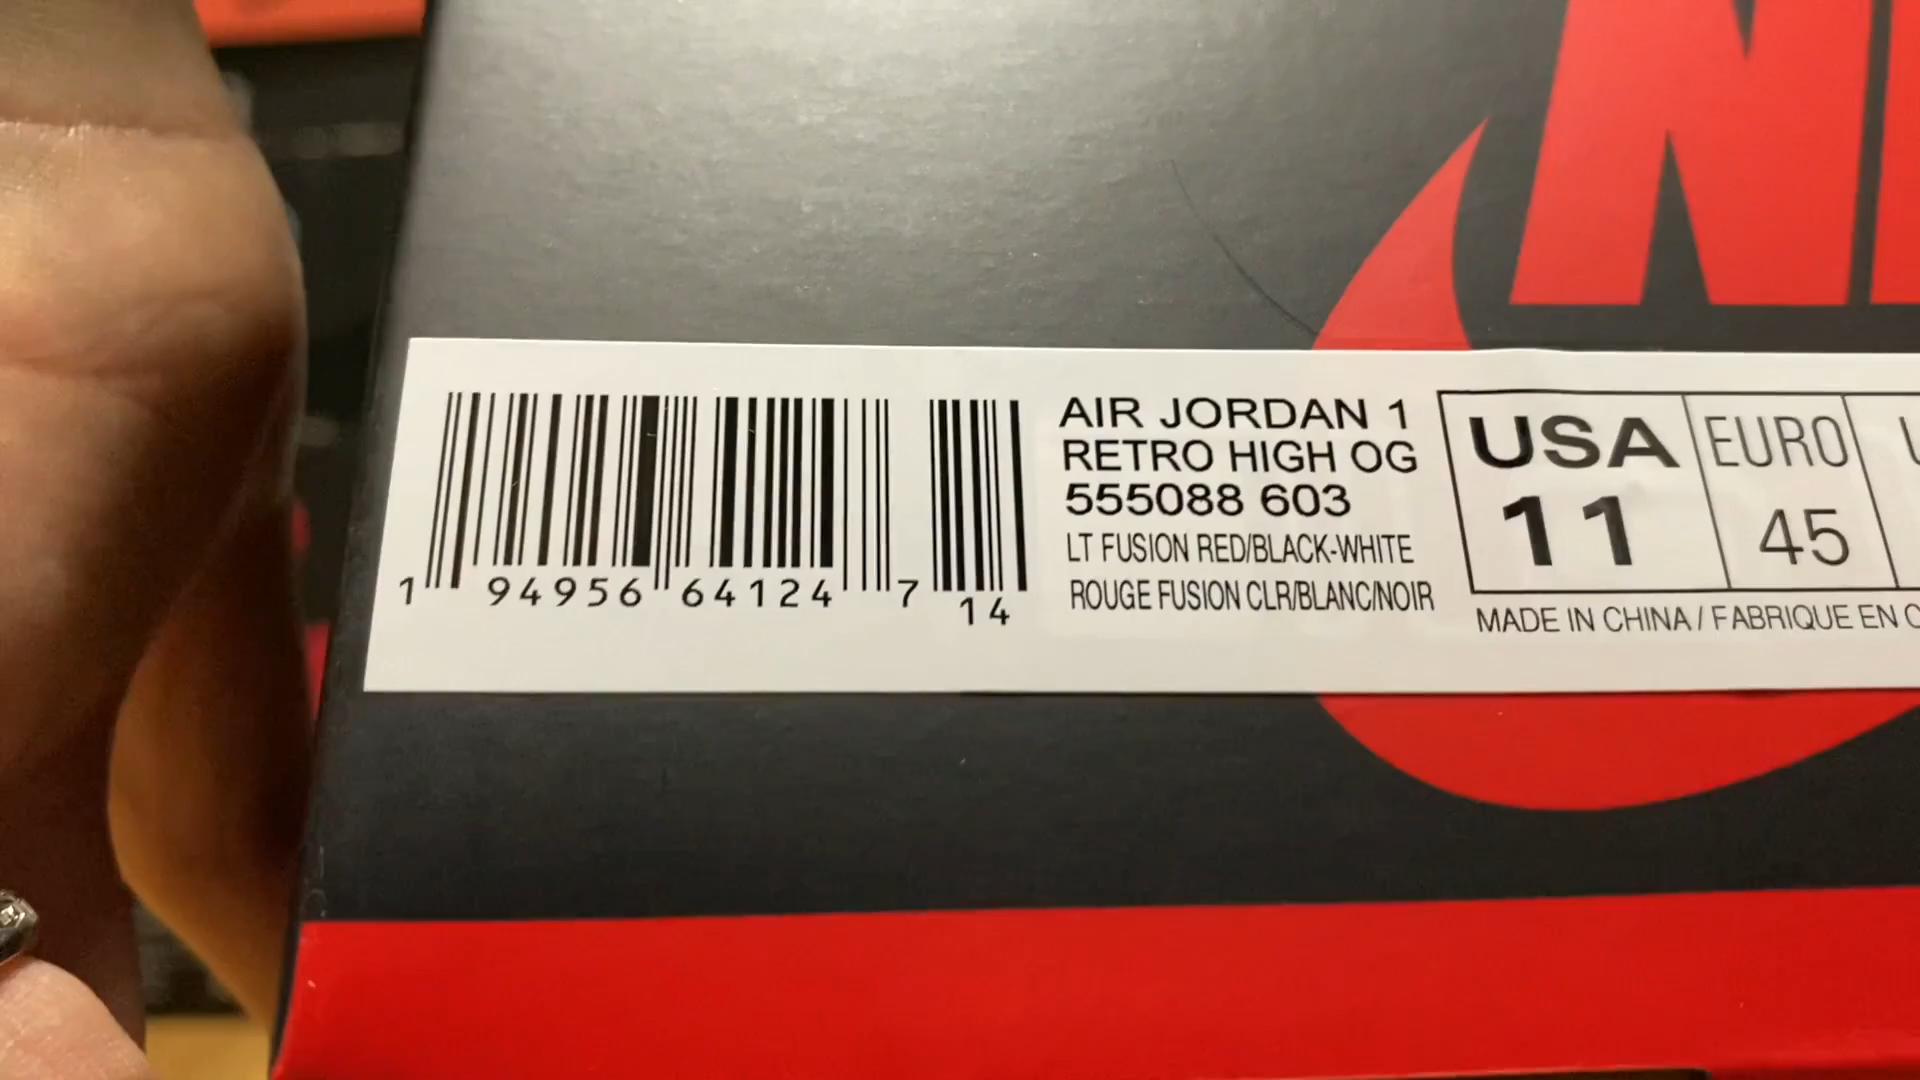 NI
AIR JORDAN 1
RETRO HIGH OG
555088 603
LT FUSION RED/BLACK-WHITE
ROUGE FUSION CLR/BLANC/NOIR
1 94956 64124 7 14
USA EURO
11 45
MADE IN CHINA / FABRIQUE EN